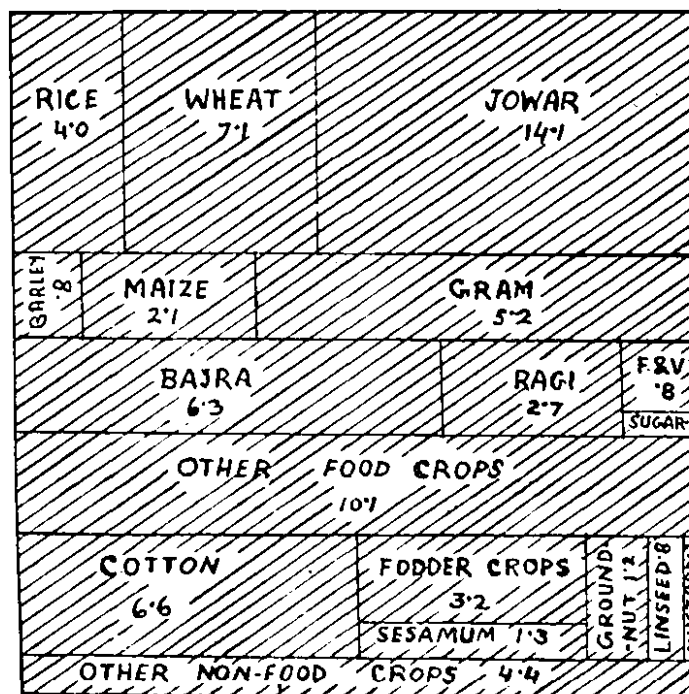 RICE
4·0
WHEAT
7·1
JOWAR
14·1
BARLEY
·8
MAIZE
2·1
GRAM
5·2
BAJRA
6·3
RAGI
2·7
F.&V.
·8
SUGAR
OTHER FOOD CROPS
10·1
COTTON
6·6
FODDER CROPS
3·2
SESAMUM 1·3
GROUND-
-NUT 1·2
LINSEED·8
OTHER NON-FOOD CROPS 4·4